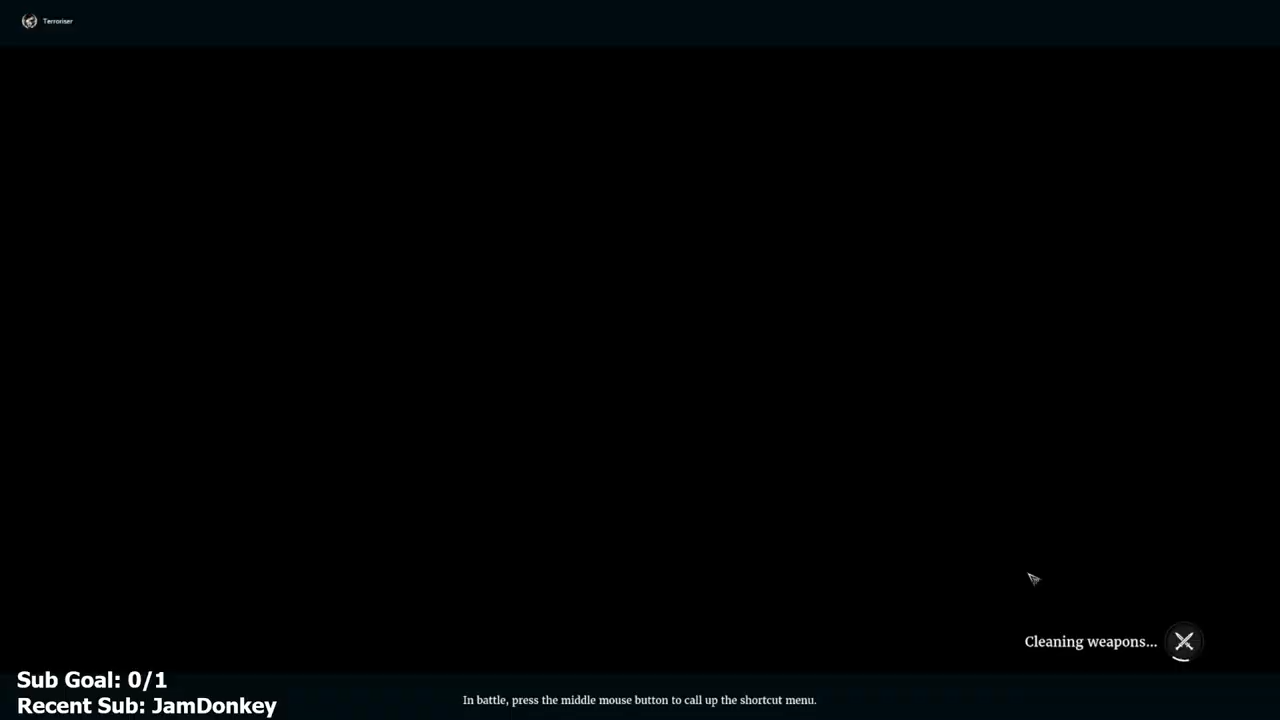 Terroriser
Cleaning weapons...
Sub Goal: 0/1
Recent Sub: JamDonkey
In battle, press the middle mouse button to call up the shortcut menu.